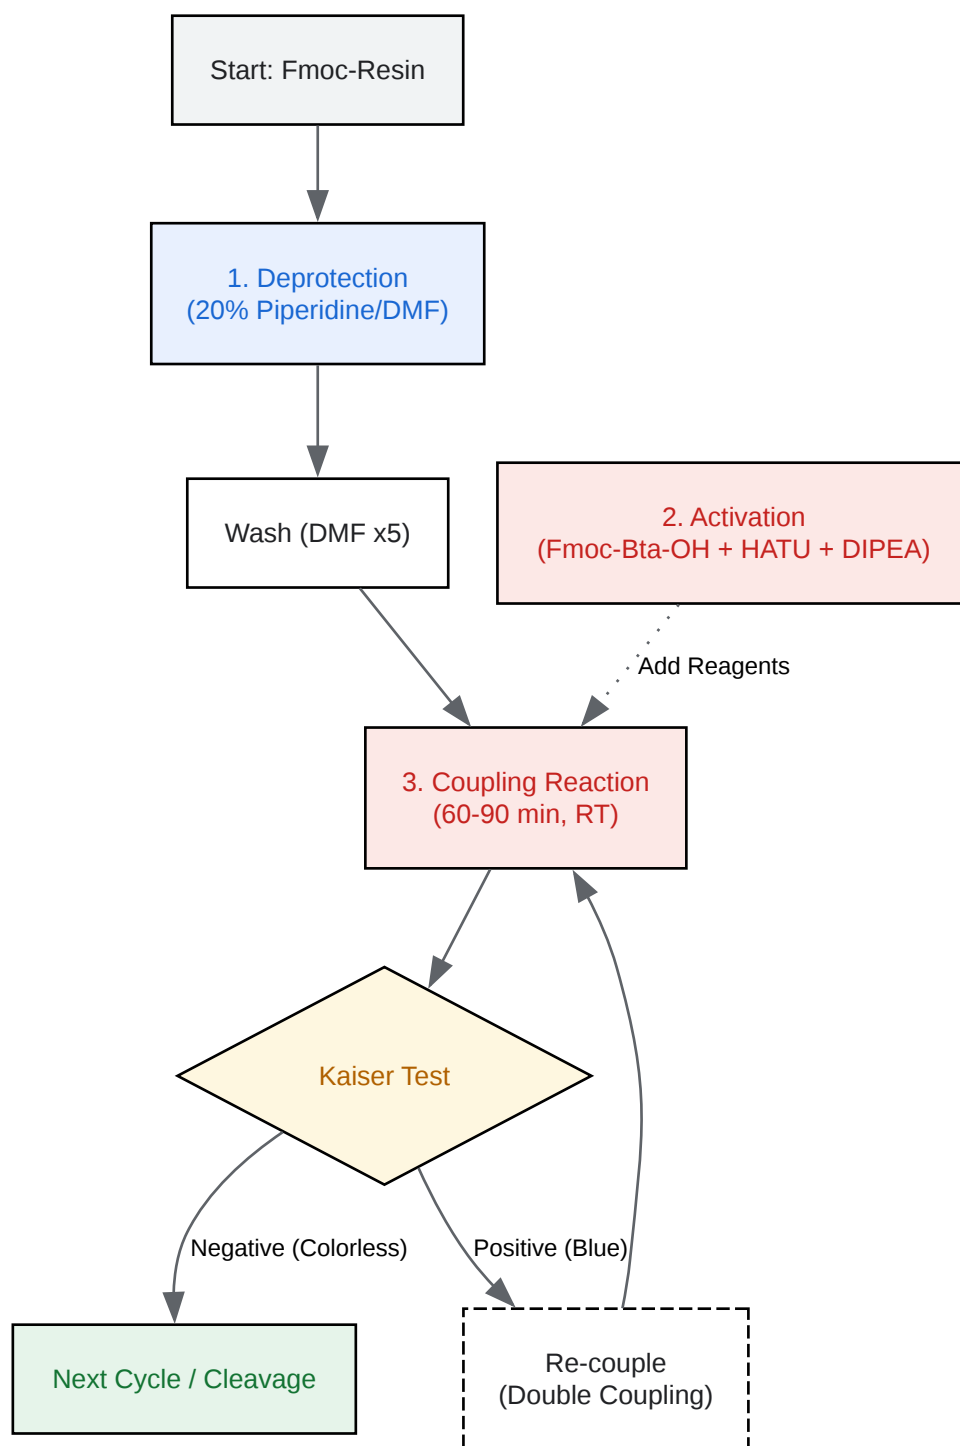 Start: Fmoc-Resin
1. Deprotection
(20% Piperidine/DMF)
Wash (DMF x5)
2. Activation
(Fmoc-Bta-OH + HATU + DIPEA)
Add Reagents
3. Coupling Reaction
(60-90 min, RT)
Kaiser Test
Negative (Colorless)
Positive (Blue)
Next Cycle / Cleavage
Re-couple
(Double Coupling)